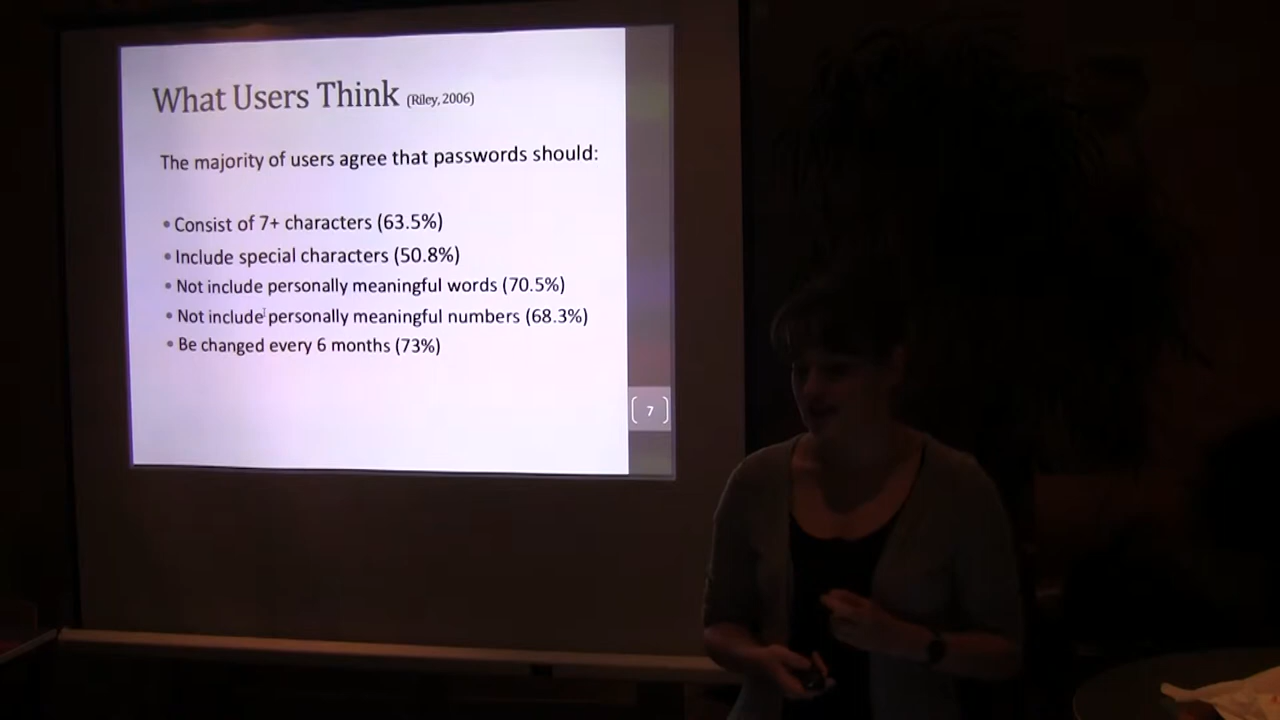 What Users Think (Riley, 2006)
The majority of users agree that passwords should:
• Consist of 7+ characters (63.5%)
• Include special characters (50.8%)
• Not include personally meaningful words (70.5%)
• Not include personally meaningful numbers (68.3%)
• Be changed every 6 months (73%)
[ 7 ]